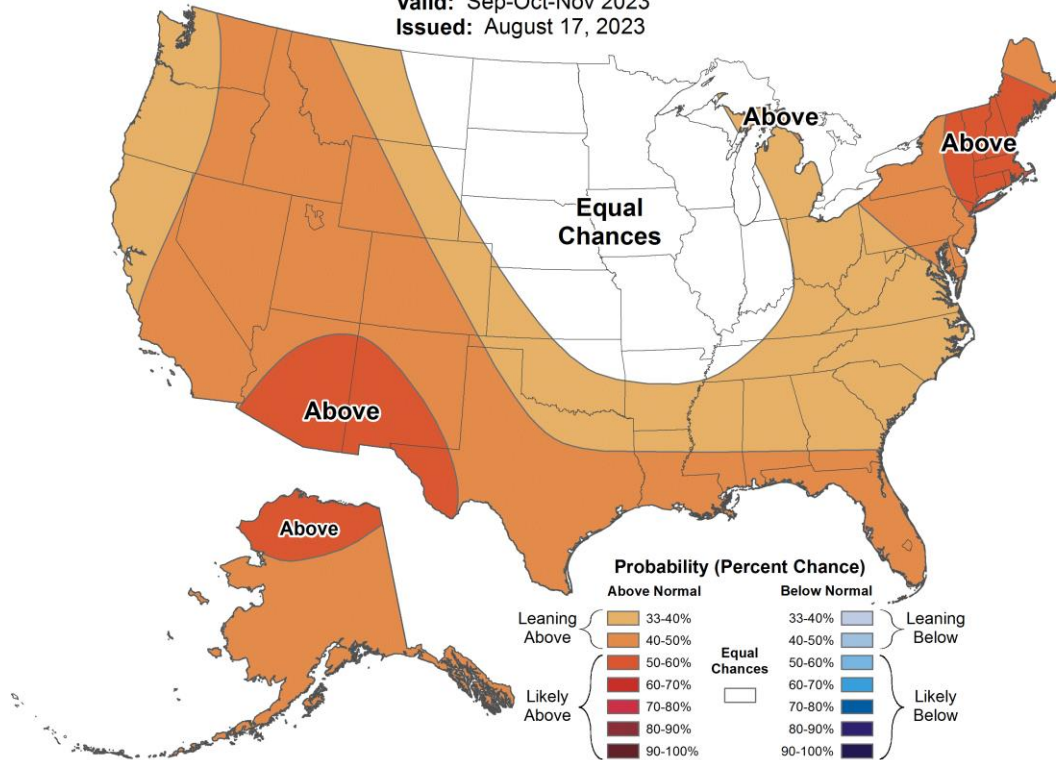 Valid: Sep-Oct-Nov 2023
Issued: August 17, 2023
Above
Above
Equal
Chances
Above
Above
Probability (Percent Chance)
Above Normal
Below Normal
Leaning
Above
33-40%
40-50%
Likely
Above
50-60%
60-70%
70-80%
80-90%
90-100%
Equal
Chances
33-40%
40-50%
Leaning
Below
50-60%
60-70%
70-80%
80-90%
90-100%
Likely
Below